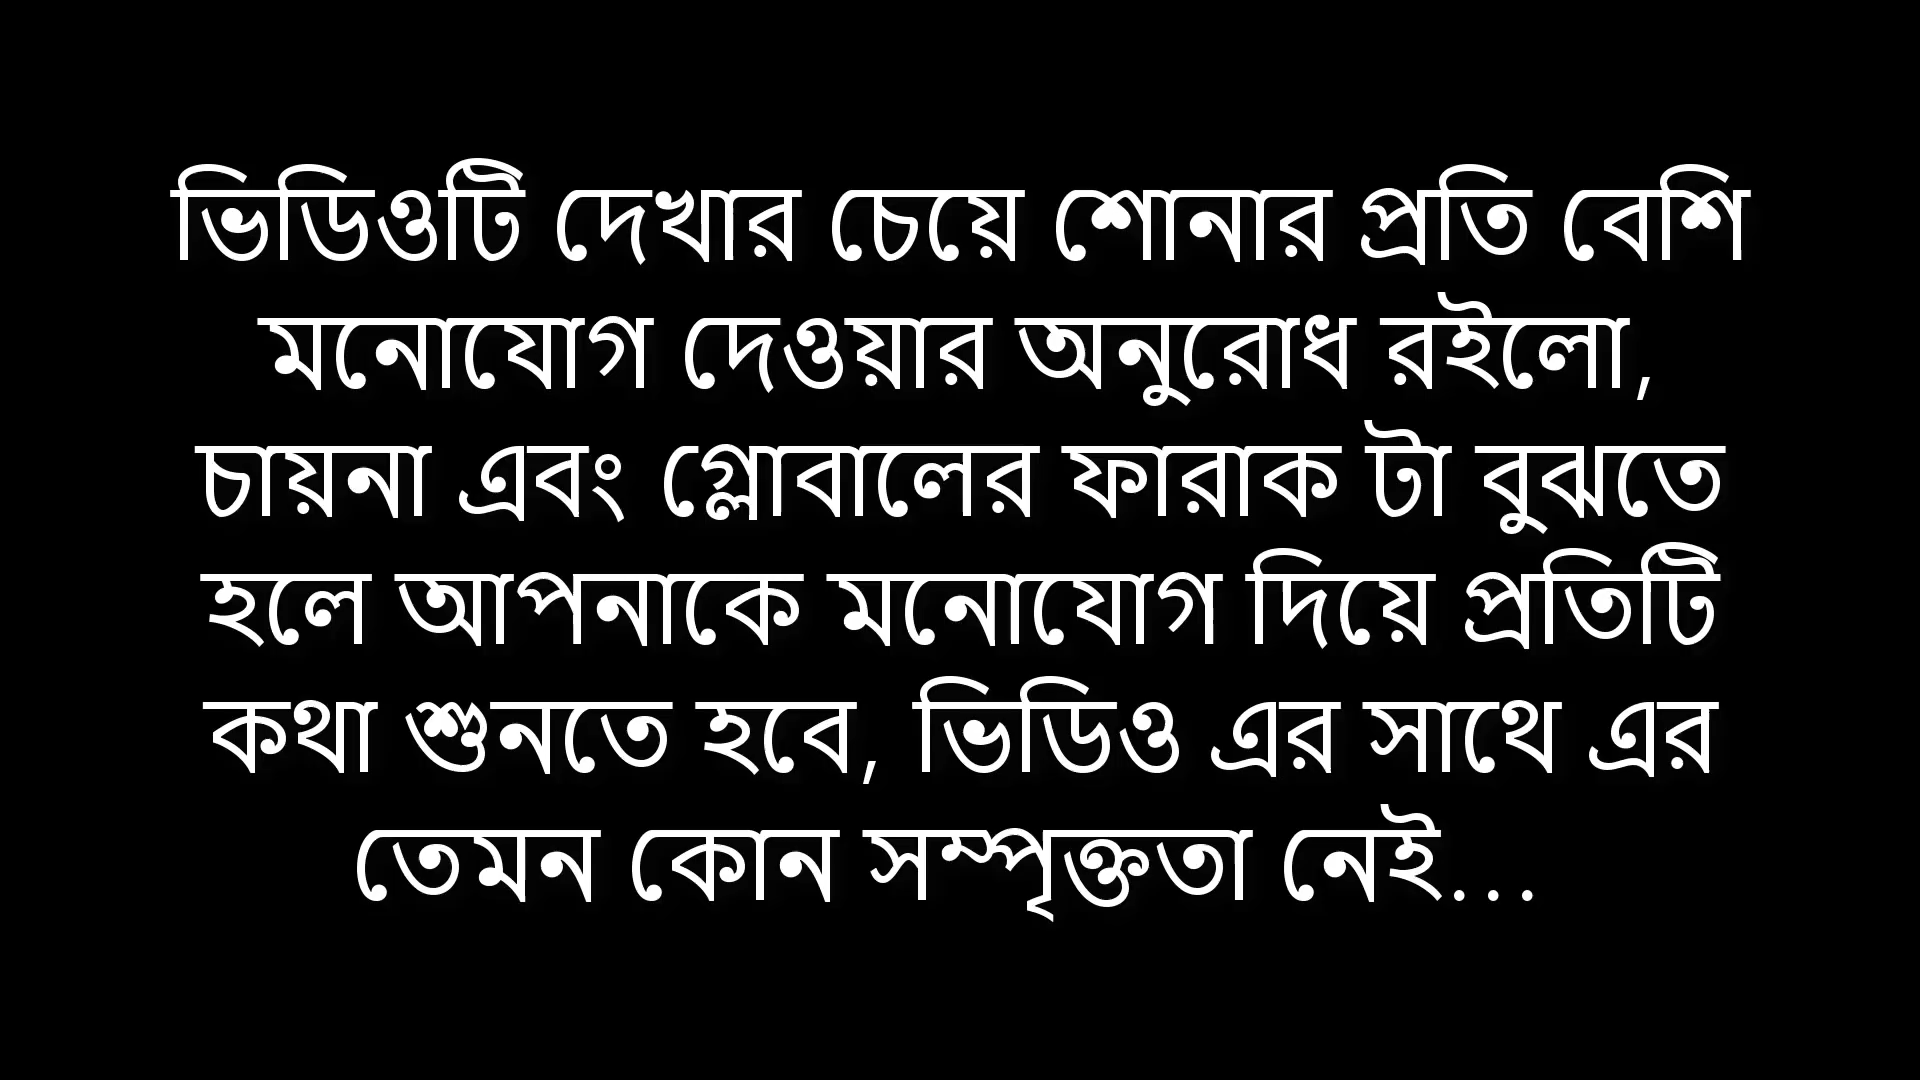 ভিডিওটি দেখার চেয়ে শোনার প্রতি বেশি
মনোযোগ দেওয়ার অনুরোধ রইলো,
চায়না এবং গ্লোবালের ফারাক টা বুঝতে
হলে আপনাকে মনোযোগ দিয়ে প্রতিটি
কথা শুনতে হবে, ভিডিও এর সাথে এর
তেমন কোন সম্পৃক্ততা নেই...